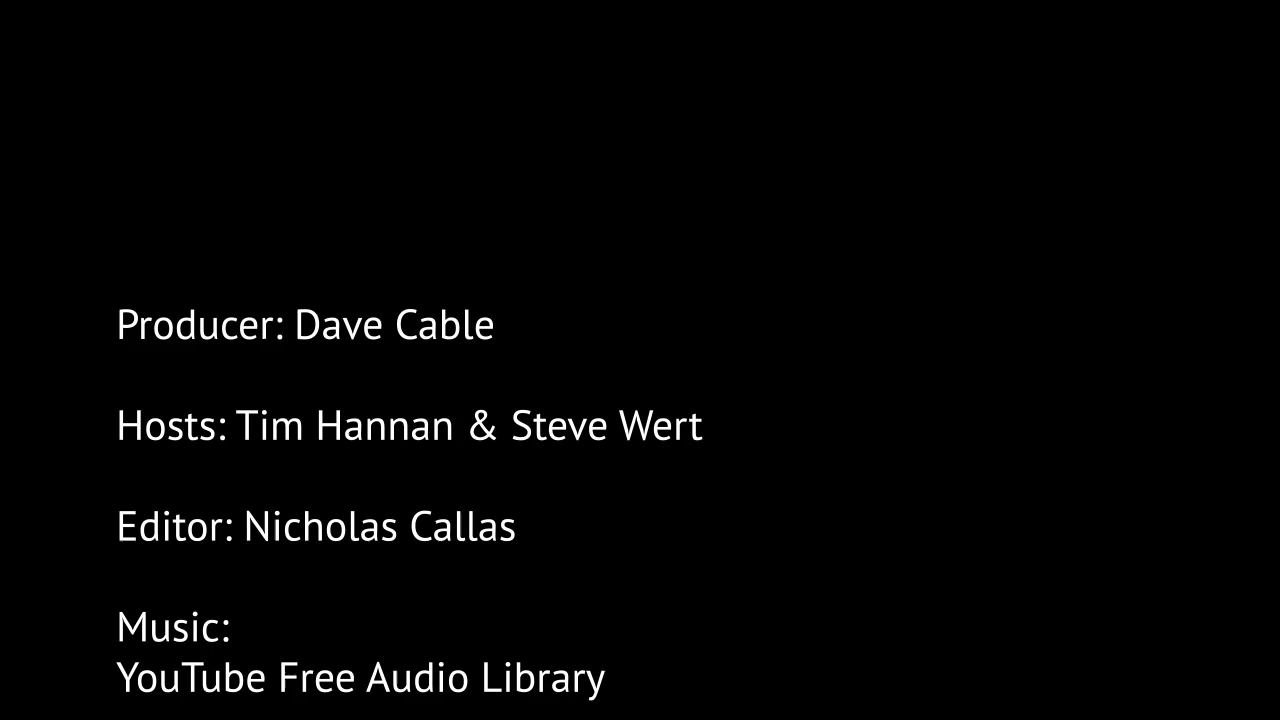 Producer: Dave Cable
Hosts: Tim Hannan & Steve Wert
Editor: Nicholas Callas
Music:
YouTube Free Audio Library